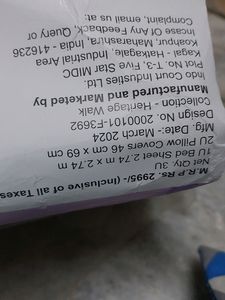 M.R.P Rs. 2995/- (Inclusive of all Taxes
Net Qty. 3U
1U Bed Sheet 2.74 m x 2.74 m
2U Pillow Covers 46 cm x 69 cm
Mfg. Date:- March 2024
Design No. 2000101-F3692
Collection - Heritage Walk
Manufactured and Marketed by
Indo Count Industries Ltd.
Plot No. T-3, Five Star MIDC
Kagal - Hatkagale, Industrial Area
Kolhpur, Maharashra, India - 416236
Incase Of Any Feedback, Query or
Complaint, email us at: